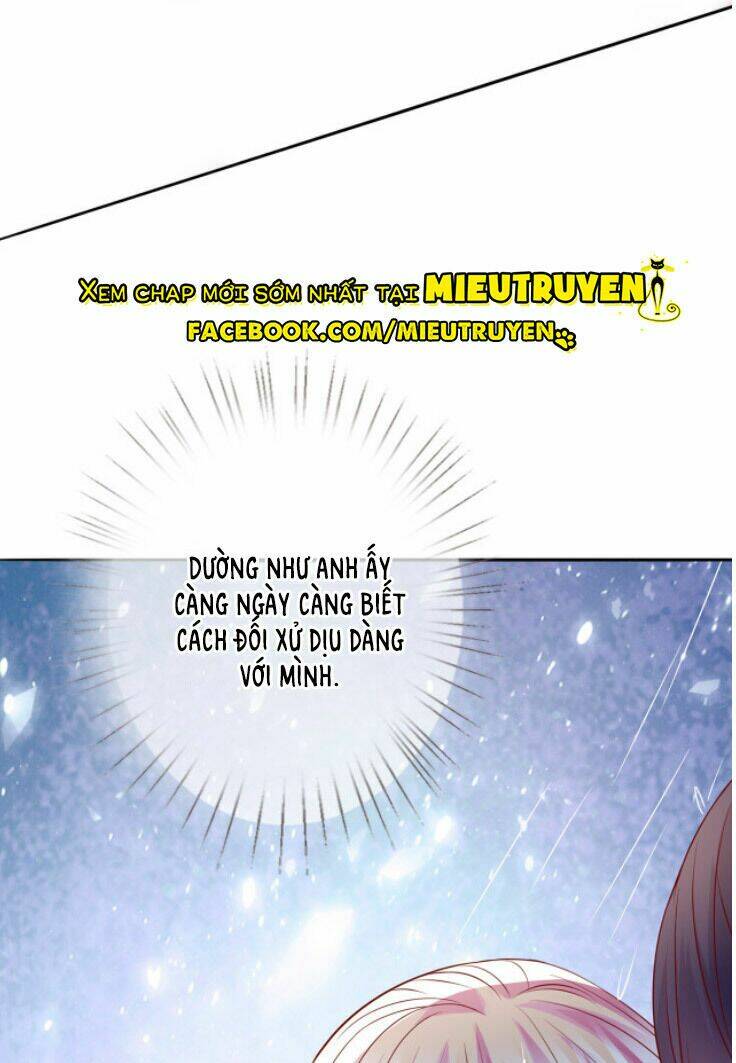 XEM CHAP MỚI SỚM NHẤT TẠI MIEUTRUYEN
FACEBOOK.COM/MIEUTRUYEN
DƯỜNG NHƯ ANH ẤY
CÀNG NGÀY CÀNG BIẾT
CÁCH ĐỐI XỬ DỊU DÀNG
VỚI MÌNH.